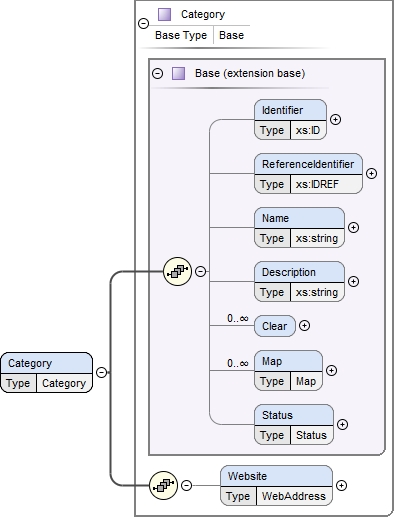 Category
Base Type Base
Base (extension base)
Identifier
Type xs:ID
ReferenceIdentifier
Type xs:IDREF
Name
Type xs:string
Description
Type xs:string
0..∞
Clear
0..∞
Map
Type Map
Category
Type Category
Status
Type Status
Website
Type WebAddress